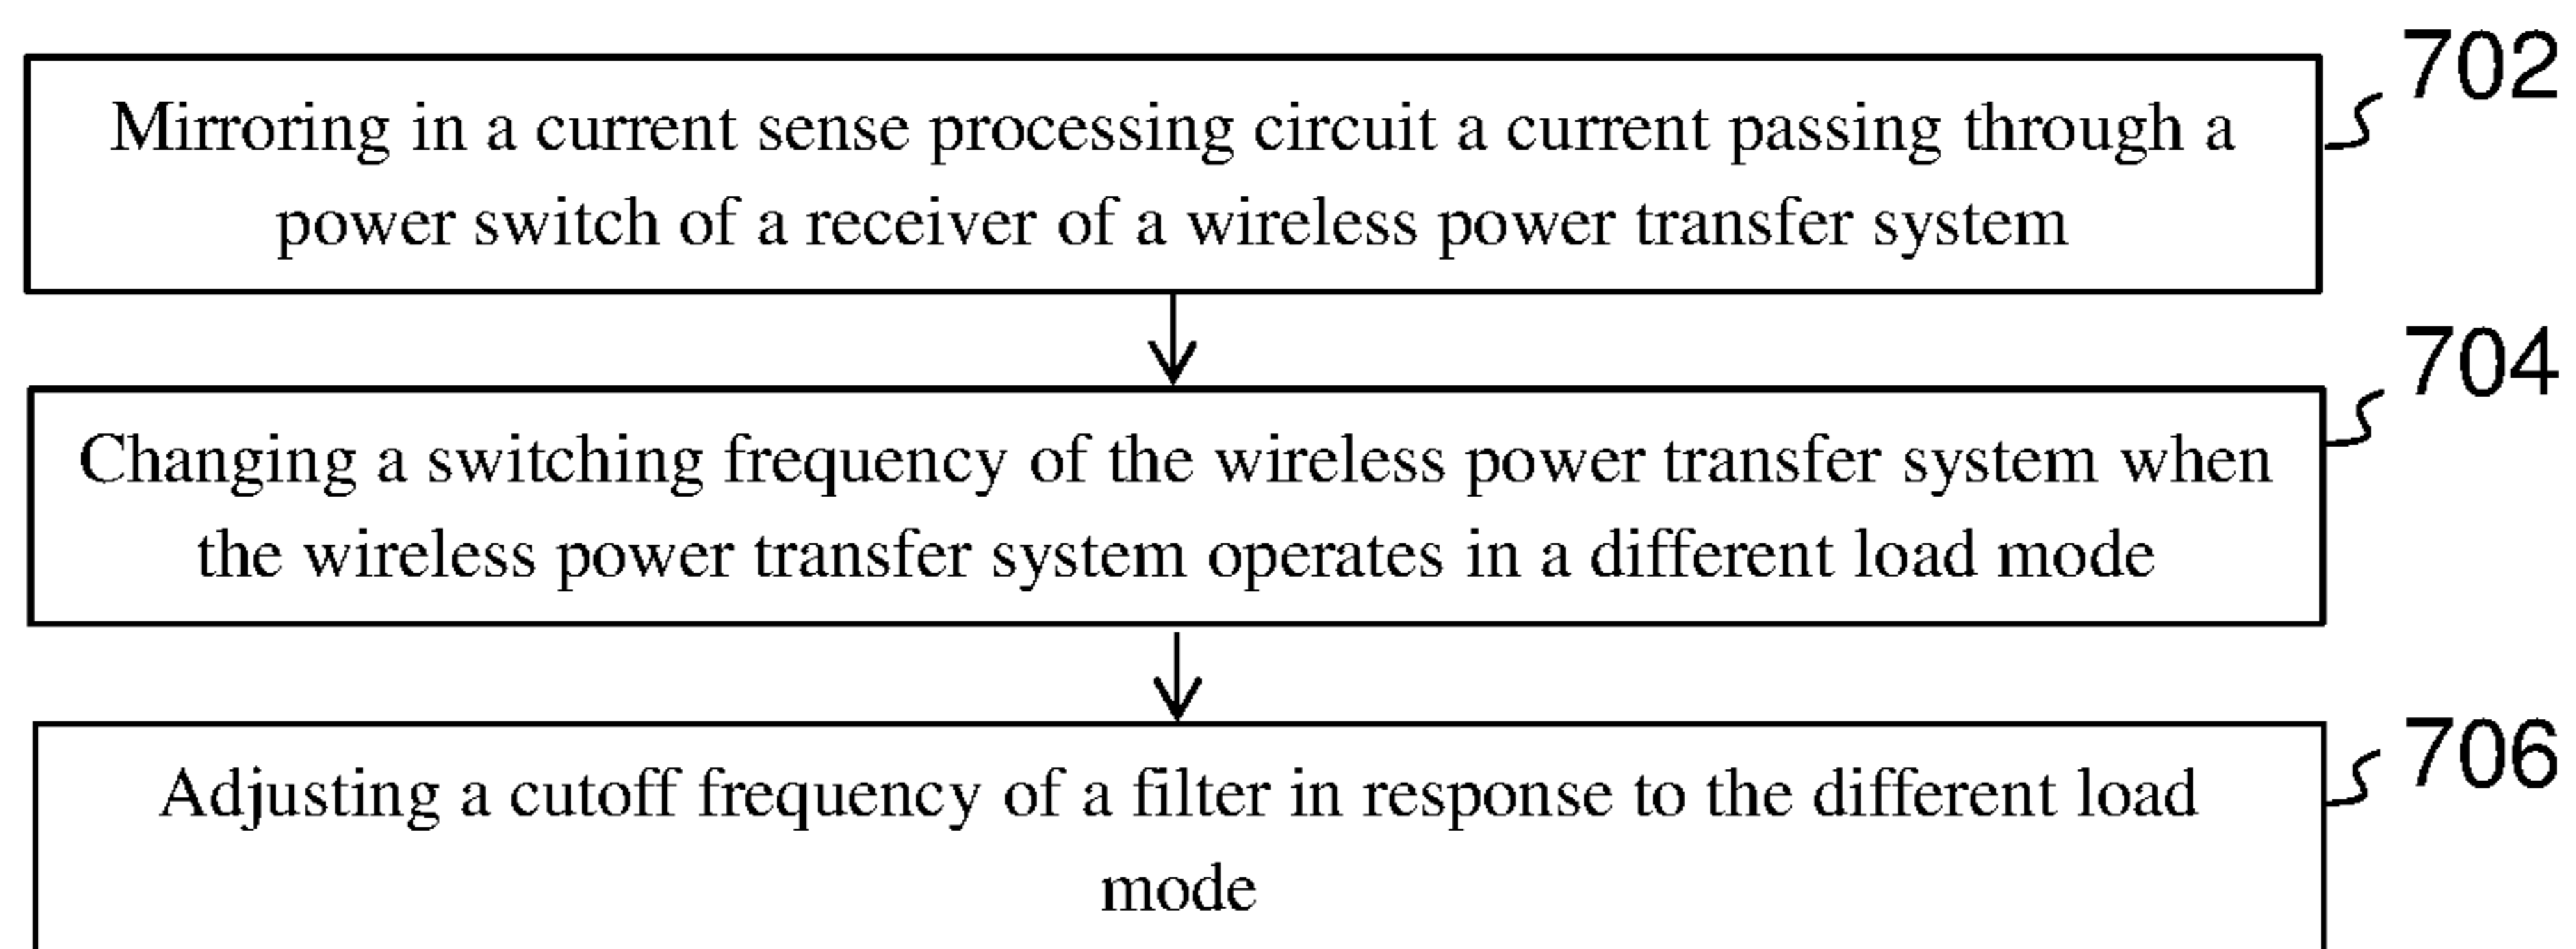 702
Mirroring in a current sense processing circuit a current passing through a
power switch of a receiver of a wireless power transfer system
704
Changing a switching frequency of the wireless power transfer system when
the wireless power transfer system operates in a different load mode
706
Adjusting a cutoff frequency of a filter in response to the different load
mode